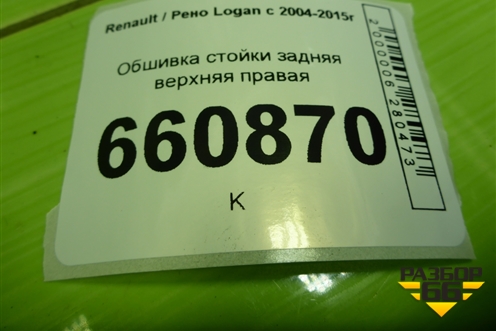 Renault / Рено Logan с 2004-2015г
Обшивка стойки задняя
верхняя правая
660870
К
2000006280473
РАЗБОР
66